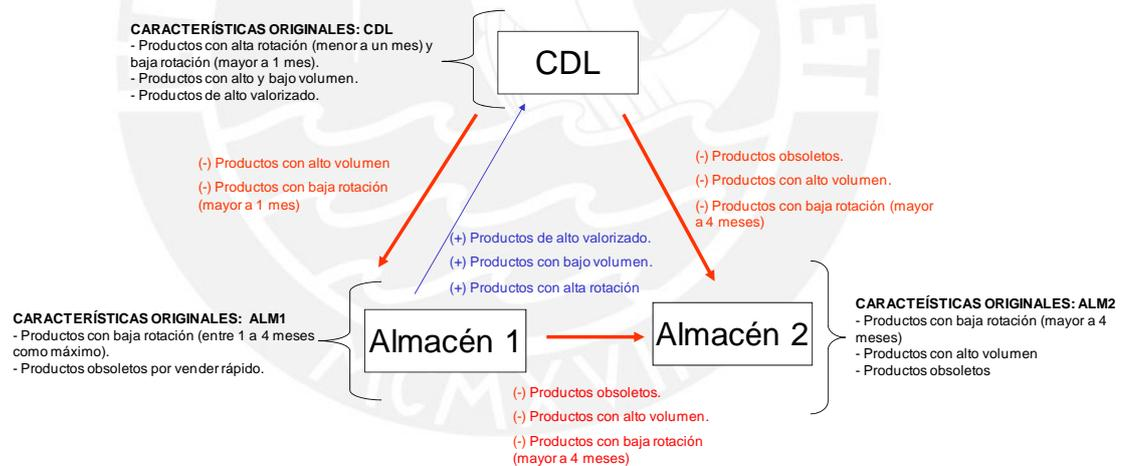 CARACTERÍSTICAS ORIGINALES: CDL
- Productos con alta rotación (menor a un mes) y
baja rotación (mayor a 1 mes).
- Productos con alto y bajo volumen.
- Productos de alto valorizado.
CDL
(-) Productos con alto volumen
(-) Productos con baja rotación
(mayor a 1 mes)
(-) Productos obsoletos.
(-) Productos con alto volumen.
(-) Productos con baja rotación (mayor
a 4 meses)
(+) Productos de alto valorizado.
(+) Productos con bajo volumen.
(+) Productos con alta rotación
CARACTERÍSTICAS ORIGINALES: ALM1
- Productos con baja rotación (entre 1 a 4 meses
como máximo).
- Productos obsoletos por vender rápido.
Almacén 1
Almacén 2
CARACTEÍSTICAS ORIGINALES: ALM2
- Productos con baja rotación (mayor a 4
meses)
- Productos con alto volumen
- Productos obsoletos
(-) Productos obsoletos.
(-) Productos con alto volumen.
(-) Productos con baja rotación
(mayor a 4 meses)